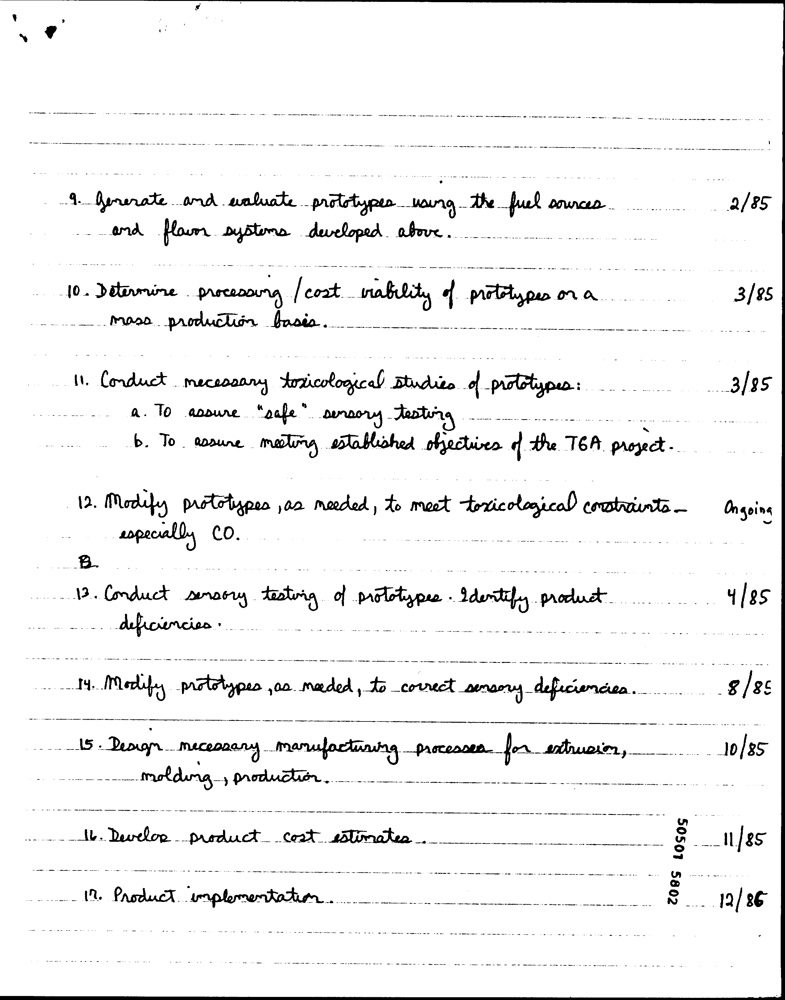 9. Generate and evaluate prototypes using the fuel sources 2/85
and flavor systems developed above.
10. Determine processing / cost viability of prototypes on a 3/85
mass production basis.
11. Conduct necessary toxicological studies of prototypes: 3/85
a. To assure "safe" sensory testing
b. To assure meeting established objectives of the TGA project.
12. Modify prototypes, as needed, to meet toxicological constraints - Ongoing
especially CO.
13. Conduct sensory testing of prototypes. Identify product 4/85
deficiencies.
14. Modify prototypes, as needed, to correct sensory deficiencies. 8/85
15. Design necessary manufacturing processes for extrusion, 10/85
molding, production.
16. Develop product cost estimates. 11/85
17. Product implementation. 12/86
50501 5802